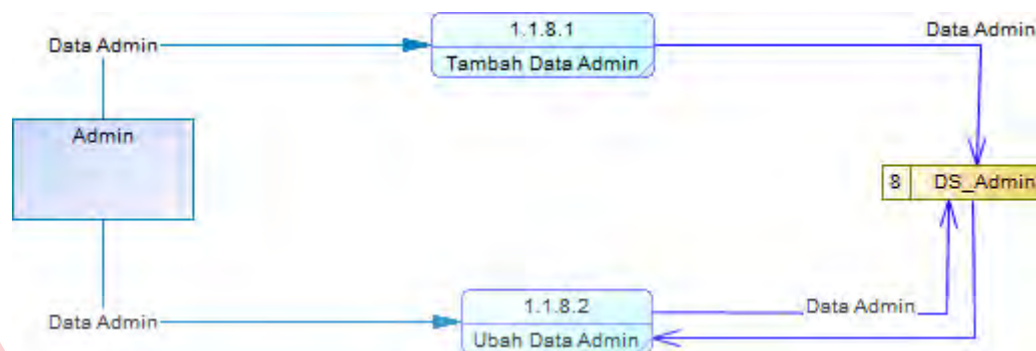 Data Admin
1.1.8.1
Tambah Data Admin
Data Admin
Admin
8 DS_Admin
Data Admin
1.1.8.2
Ubah Data Admin
Data Admin